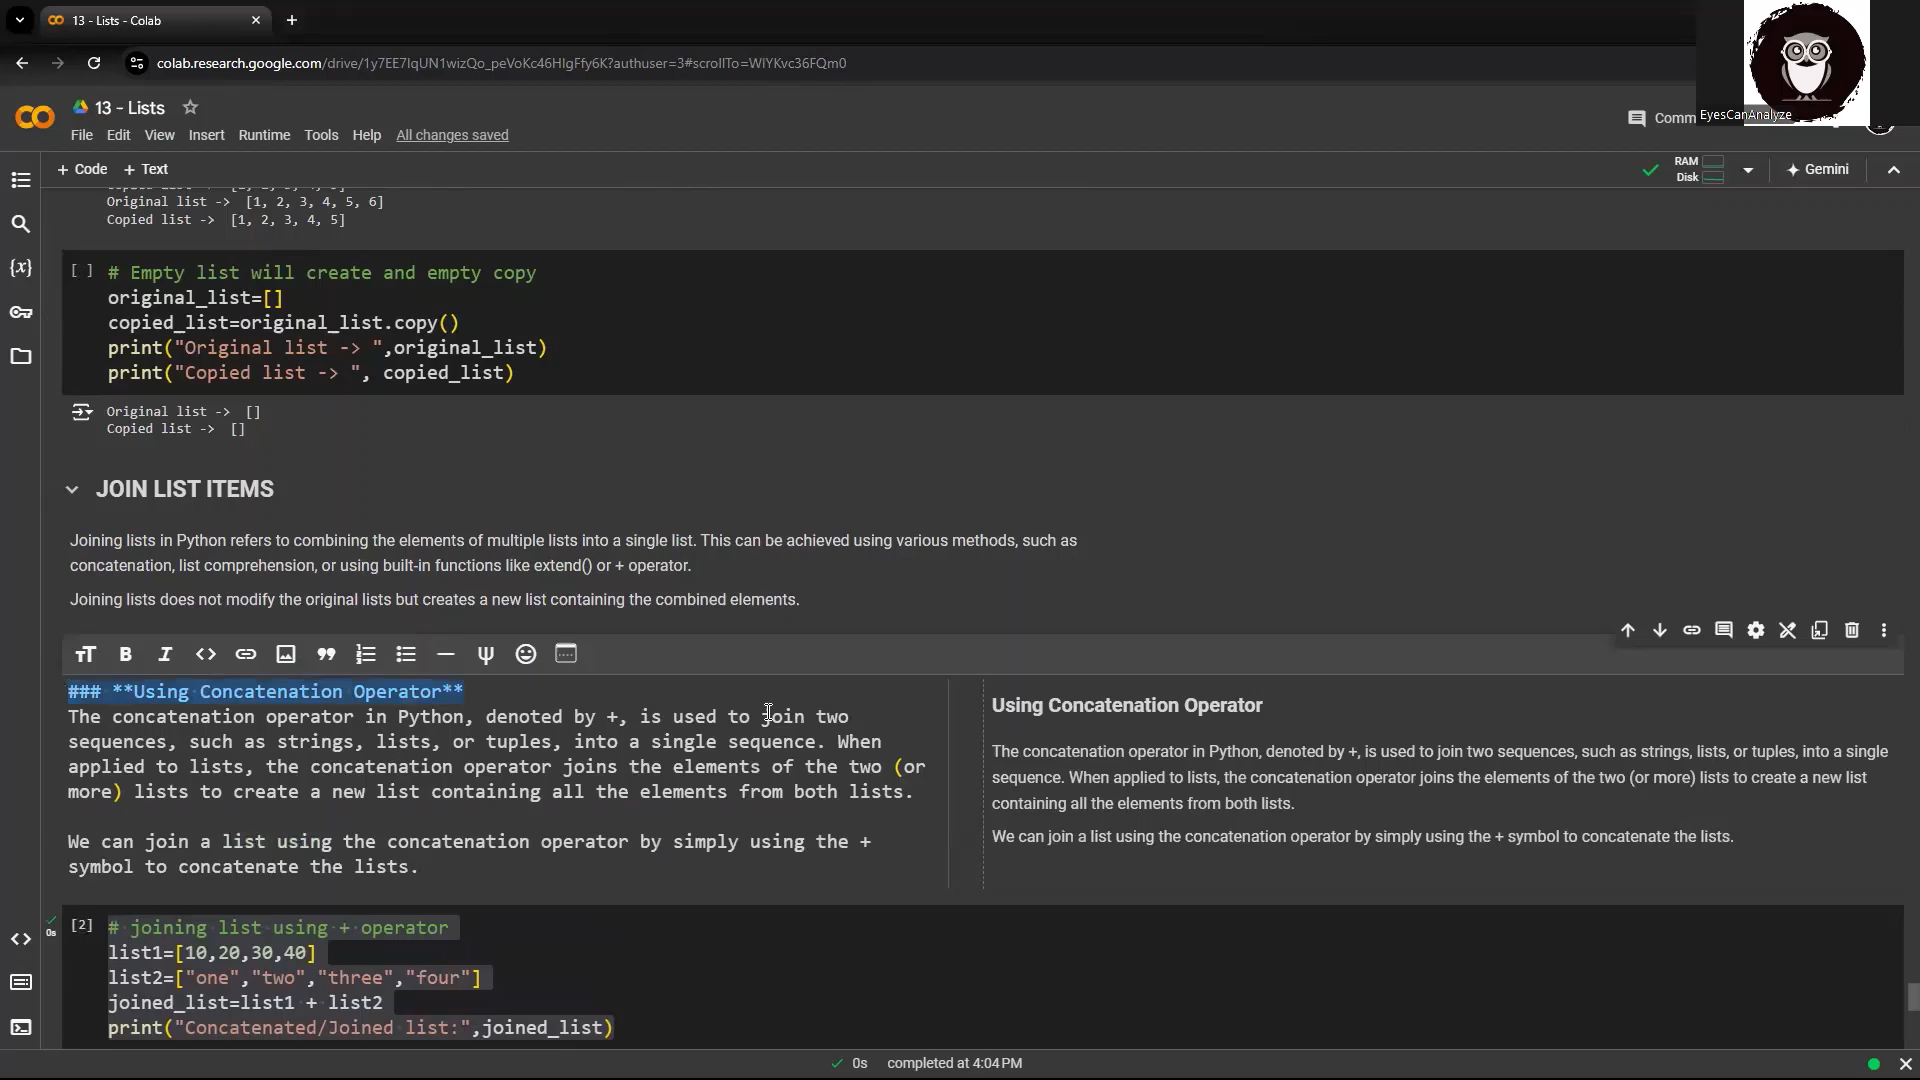 13 - Lists - Colab
colab.research.google.com/drive/1y7EE7IqUN1wizQo_peVoKc46HIgFfy6K?authuser=3#scrollTo=WlYKvc36FQm0
13 - Lists
EyesCanAnalyze
File Edit View Insert Runtime Tools Help All changes saved
Comm
+ Code + Text
RAM
Disk
Gemini
Original list -> [1, 2, 3, 4, 5, 6]
Copied list -> [1, 2, 3, 4, 5]
[ ] # Empty list will create and empty copy
original_list=[]
copied_list=original_list.copy()
print("Original list -> ",original_list)
print("Copied list -> ", copied_list)
Original list -> []
Copied list -> []
JOIN LIST ITEMS
Joining lists in Python refers to combining the elements of multiple lists into a single list. This can be achieved using various methods, such as
concatenation, list comprehension, or using built-in functions like extend() or + operator.
Joining lists does not modify the original lists but creates a new list containing the combined elements.
### **Using Concatenation Operator**
The concatenation operator in Python, denoted by +, is used to join two
sequences, such as strings, lists, or tuples, into a single sequence. When
applied to lists, the concatenation operator joins the elements of the two (or
more) lists to create a new list containing all the elements from both lists.
We can join a list using the concatenation operator by simply using the +
symbol to concatenate the lists.
Using Concatenation Operator
The concatenation operator in Python, denoted by +, is used to join two sequences, such as strings, lists, or tuples, into a single
sequence. When applied to lists, the concatenation operator joins the elements of the two (or more) lists to create a new list
containing all the elements from both lists.
We can join a list using the concatenation operator by simply using the + symbol to concatenate the lists.
0s
[2] # joining list using + operator
list1=[10,20,30,40]
list2=["one","two","three","four"]
joined_list=list1 + list2
print("Concatenated/Joined list:",joined_list)
0s completed at 4:04 PM